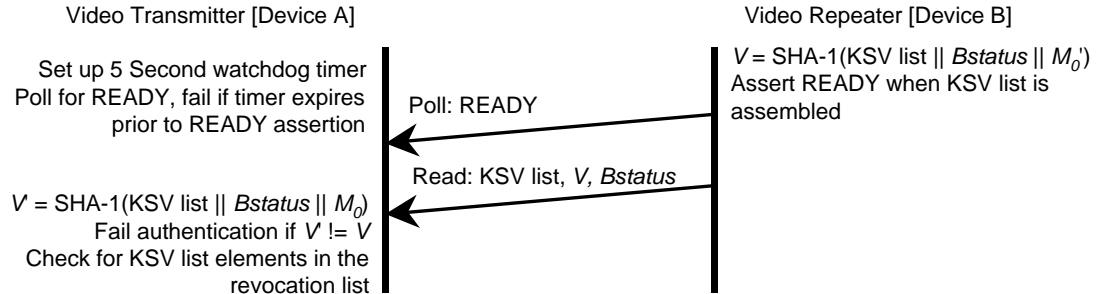 Video Transmitter [Device A]
Video Repeater [Device B]
Set up 5 Second watchdog timer
Poll for READY, fail if timer expires
prior to READY assertion
V = SHA-1(KSV list || Bstatus || M0')
Assert READY when KSV list is
assembled
Poll: READY
Read: KSV list, V, Bstatus
V' = SHA-1(KSV list || Bstatus || M0)
Fail authentication if V' != V
Check for KSV list elements in the
revocation list